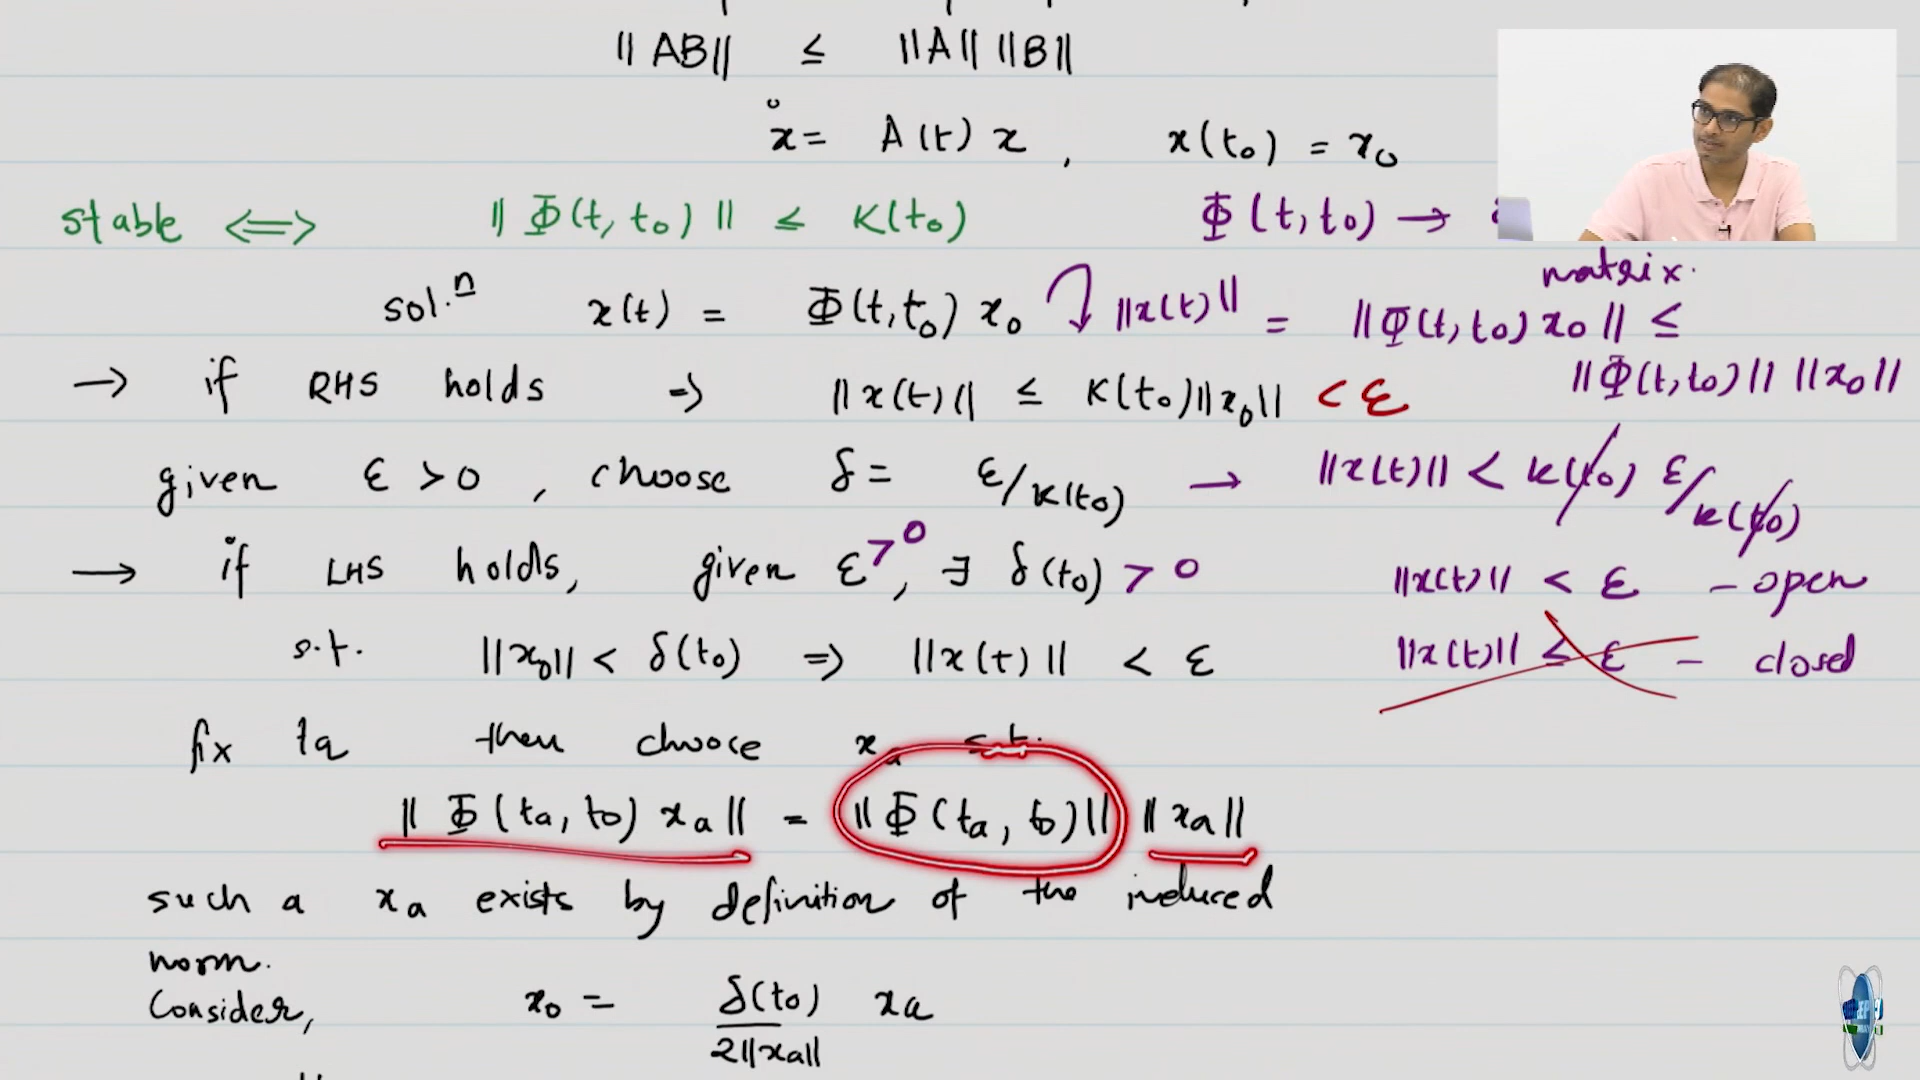 || AB || ≤ ||A|| ||B||
ẋ = A(t) x , x(t₀) = x₀
stable ⟺ || Φ(t, t₀) || ≤ K(t₀) Φ(t, t₀) →
matrix.
sol.n x(t) = Φ(t, t₀) x₀ ||x(t)|| = ||Φ(t, t₀) x₀|| ≤
||Φ(t, t₀)|| ||x₀||
→ if RHS holds ⇒ ||x(t)|| ≤ K(t₀)||x₀|| < ε
given ε > 0 , choose δ = ε/K(t₀) → ||x(t)|| < K(t₀) ε/K(t₀)
→ if LHS holds, given ε > 0, ∃ δ(t₀) > 0 ||x(t)|| < ε – open
s.t. ||x₀|| < δ(t₀) ⇒ ||x(t)|| < ε ||x(t)|| ≤ ε – closed
fix ta then choose xa s.t.
|| Φ(ta, t₀) xa || = ||Φ(ta, t₀)|| ||xa||
such a xa exists by definition of the induced
norm.
Consider, x₀ = δ(t₀)/2||xa|| xa